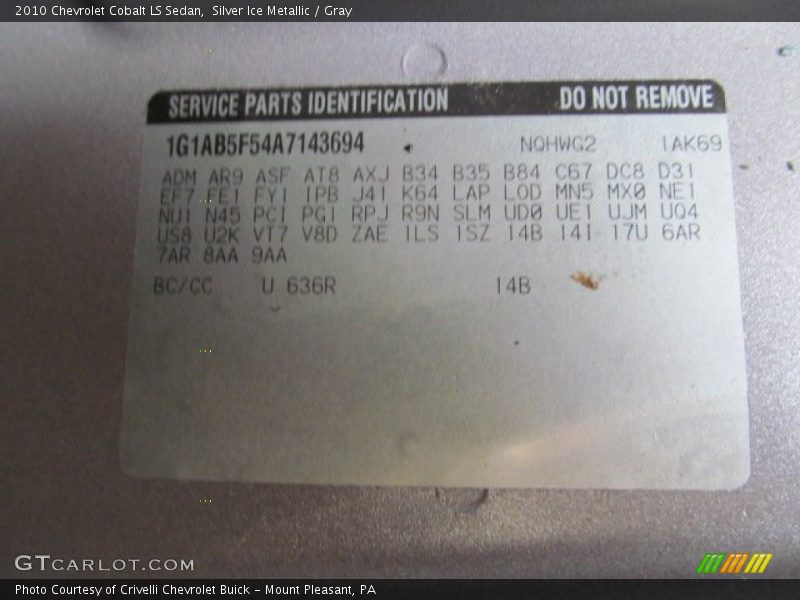 2010 Chevrolet Cobalt LS Sedan,  Silver Ice Metallic / Gray
SERVICE PARTS IDENTIFICATION DO NOT REMOVE
1G1AB5F54A7143694 NQHWG2 1AK69
ADM AR9 ASF AT8 AXJ B34 B35 B84 C67 DC8 D31
EF7 FE1 FY1 IPB J41 K64 LAP LOD MN5 MX0 NE1
NU1 N45 PCI PG1 RPJ R9N SLM UD0 UE1 UJM UQ4
US8 U2K VT7 V8D ZAE 1LS 1SZ 14B 14I 17U 6AR
7AR 8AA 9AA
BC/CC U 636R 14B
GTCARLOT.COM
Photo Courtesy of Crivelli Chevrolet Buick – Mount Pleasant, PA